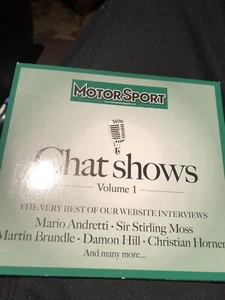 MOTOR SPORT
Chat shows
Volume 1
THE VERY BEST OF OUR WEBSITE INTERVIEWS
Mario Andretti • Sir Stirling Moss
Martin Brundle • Damon Hill • Christian Horner
And many more...